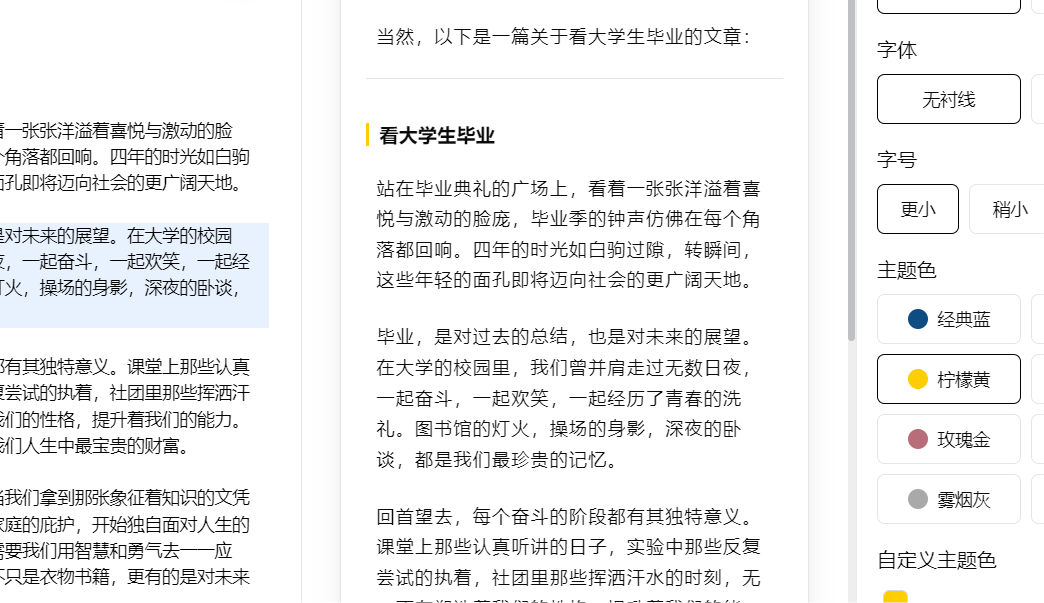 着一张张洋溢着喜悦与激动的脸
个角落都回响。四年的时光如白驹
面孔即将迈向社会的更广阔天地。
是对未来的展望。在大学的校园
夜，一起奋斗，一起欢笑，一起经
灯火，操场的身影，深夜的卧谈，
都有其独特意义。课堂上那些认真
复尝试的执着，社团里那些挥洒汗
我们的性格，提升着我们的能力。
我们人生中最宝贵的财富。
当我们拿到那张象征着知识的文凭
家庭的庇护，开始独自面对人生的
需要我们用智慧和勇气去一一应
不只是衣物书籍，更有的是对未来
当然，以下是一篇关于看大学生毕业的文章：
看大学生毕业
站在毕业典礼的广场上，看着一张张洋溢着喜
悦与激动的脸庞，毕业季的钟声仿佛在每个角
落都回响。四年的时光如白驹过隙，转瞬间，
这些年轻的面孔即将迈向社会的更广阔天地。
毕业，是对过去的总结，也是对未来的展望。
在大学的校园里，我们曾并肩走过无数日夜，
一起奋斗，一起欢笑，一起经历了青春的洗
礼。图书馆的灯火，操场的身影，深夜的卧
谈，都是我们最珍贵的记忆。
回首望去，每个奋斗的阶段都有其独特意义。
课堂上那些认真听讲的日子，实验中那些反复
尝试的执着，社团里那些挥洒汗水的时刻，无
字体
无衬线
字号
更小
稍小
主题色
经典蓝
柠檬黄
玫瑰金
雾烟灰
自定义主题色